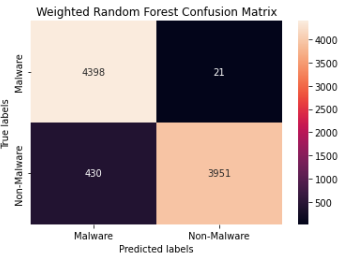 Weighted Random Forest Confusion Matrix
True labels
Malware
Non-Malware
4398
21
430
3951
Malware
Non-Malware
Predicted labels
4000
3500
3000
2500
2000
1500
1000
500